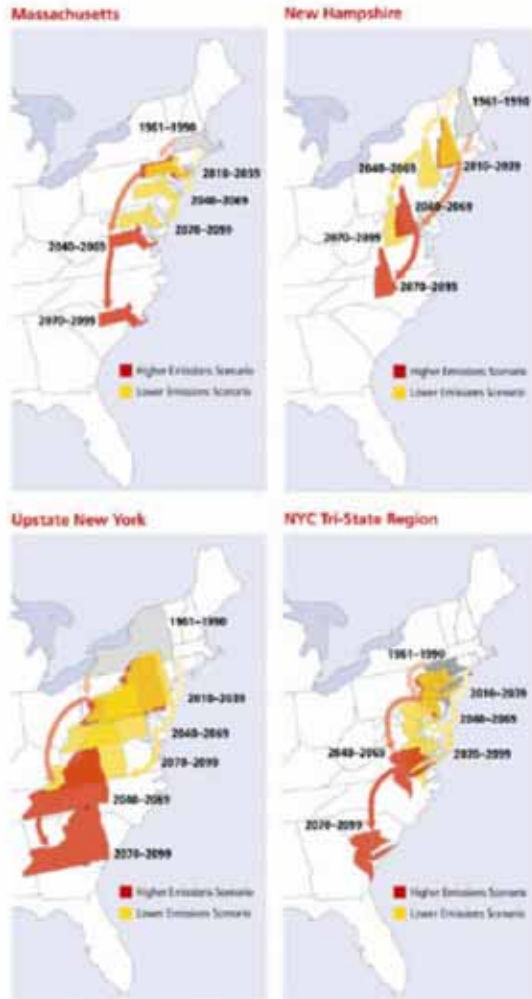 Massachusetts
1961–1990
2010–2039
2040–2069
2070–2099
2040–2069
2070–2099
Higher Emissions Scenario
Lower Emissions Scenario
New Hampshire
1961–1990
2040–2069
2010–2039
2040–2069
2070–2099
2070–2099
Higher Emissions Scenario
Lower Emissions Scenario
Upstate New York
1961–1990
2010–2039
2040–2069
2070–2099
2040–2069
2070–2099
Higher Emissions Scenario
Lower Emissions Scenario
NYC Tri-State Region
1961–1990
2010–2039
2040–2069
2040–2069
2070–2099
2070–2099
Higher Emissions Scenario
Lower Emissions Scenario